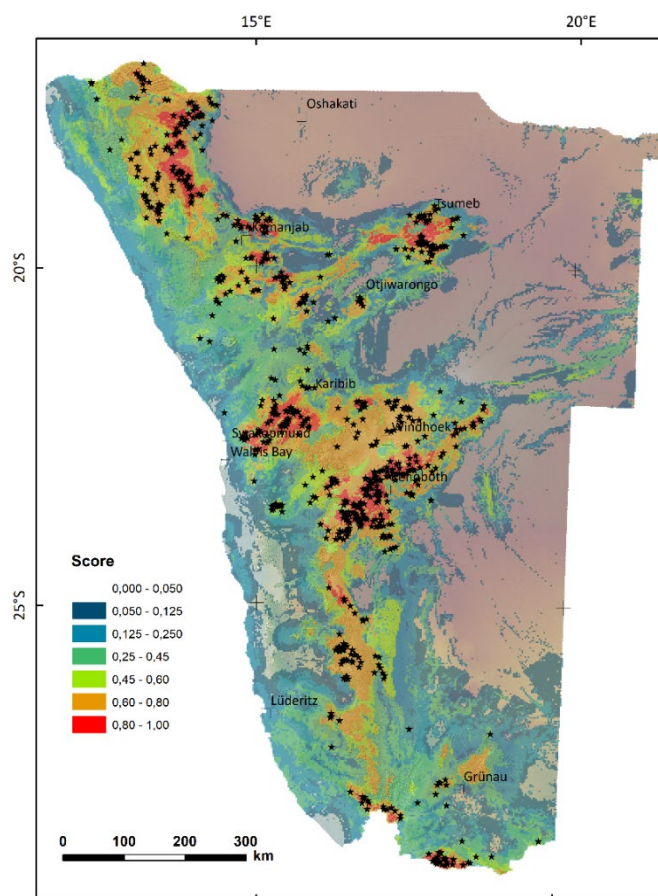 15°E 20°E
Oshakati
Tsumeb
Kamanjab
20°S 20°S
Otjiwarongo
Karibib
Windhoek
Swakopmund
Walvis Bay
Rehoboth
25°S 25°S
Score
0,000 - 0,050
0,050 - 0,125
0,125 - 0,250
0,25 - 0,45
0,45 - 0,60
0,60 - 0,80
0,80 - 1,00
Lüderitz
Grünau
0 100 200 300
km